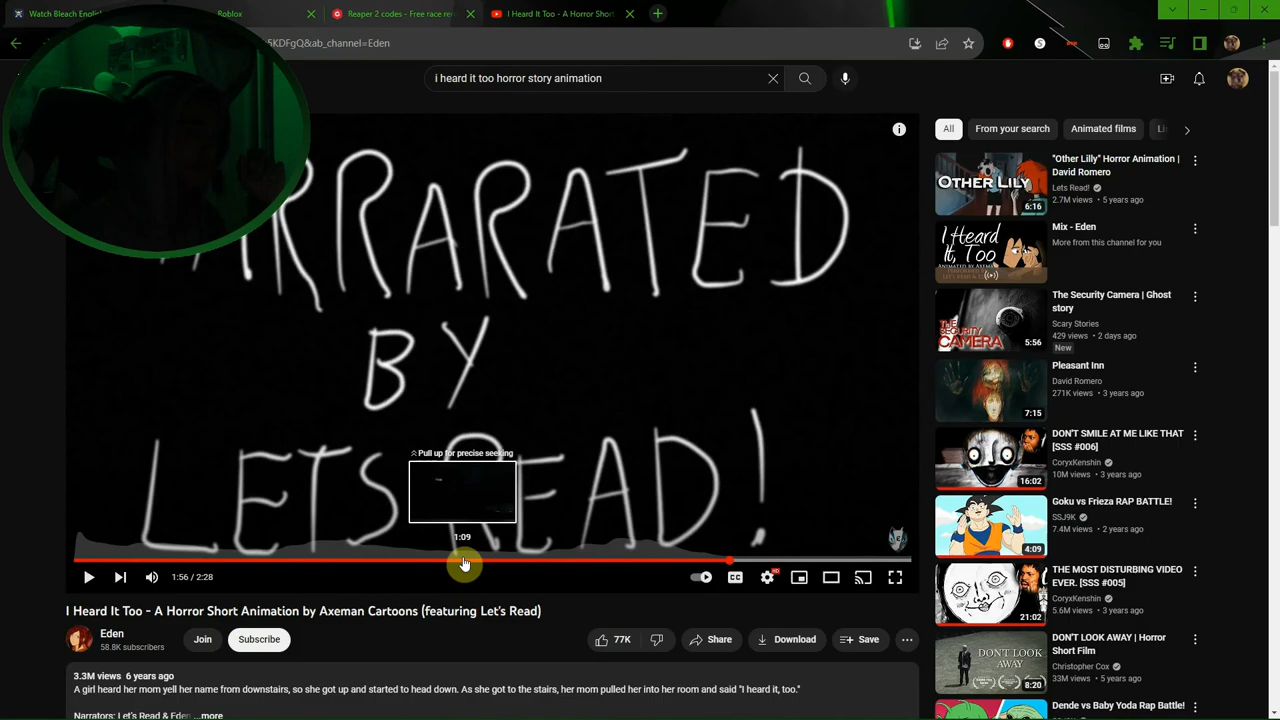 Watch Bleach English
Roblox
Reaper 2 codes - Free race rer
I Heard It Too - A Horror Short
5KDFgQ&ab_channel=Eden
i heard it too horror story animation
All
From your search
Animated films
RRARATED
BY
LETS READ!
Pull up for precise seeking
1:09
1:56 / 2:28
CC
HD
I Heard It Too - A Horror Short Animation by Axeman Cartoons (featuring Let's Read)
Eden
58.8K subscribers
Join
Subscribe
77K
Share
Download
Save
3.3M views 6 years ago
A girl heard her mom yell her name from downstairs, so she got up and started to head down. As she got to the stairs, her mom pulled her into her room and said "I heard it, too."
Narrators: Let's Read & Eden ...more
OTHER LILY
6:16
"Other Lilly" Horror Animation |
David Romero
Lets Read!
2.7M views • 5 years ago
I HEARD
IT, TOO
ANIMATED BY AXEMAN
Mix - Eden
More from this channel for you
THE
SECURITY
CAMERA
5:56
The Security Camera | Ghost
story
Scary Stories
429 views • 2 days ago
New
7:15
Pleasant Inn
David Romero
271K views • 3 years ago
16:02
DON'T SMILE AT ME LIKE THAT
[SSS #006]
CoryxKenshin
10M views • 3 years ago
4:09
Goku vs Frieza RAP BATTLE!
SSJ9K
7.4M views • 2 years ago
21:02
THE MOST DISTURBING VIDEO
EVER. [SSS #005]
CoryxKenshin
5.6M views • 3 years ago
DONT LOOK
AWAY
8:20
DON'T LOOK AWAY | Horror
Short Film
Christopher Cox
33M views • 5 years ago
Dende vs Baby Yoda Rap Battle!